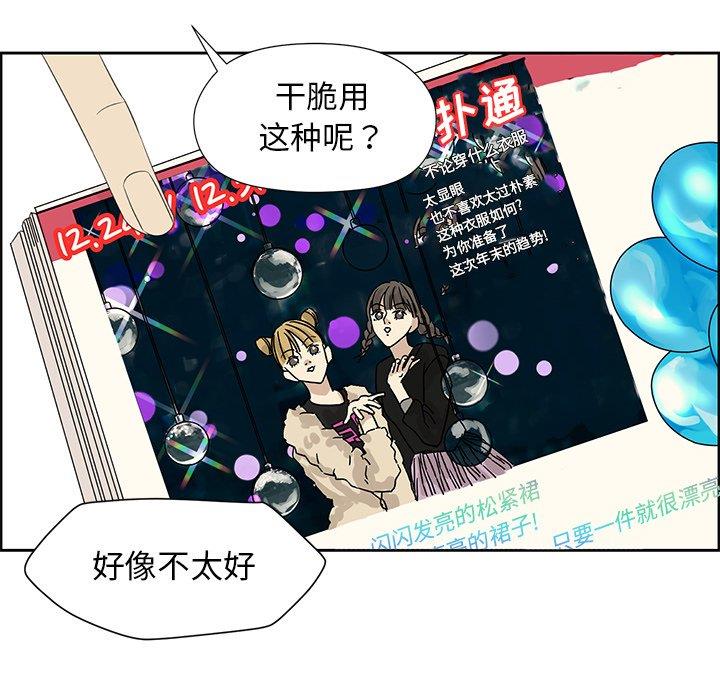 干脆用
这种呢？
扑通
不论穿什么衣服
太显眼
也不喜欢太过朴素
这种衣服如何?
为你准备了
这次年末的趋势!
12.24
闪闪发亮的松紧裙
亮的裙子!
只要一件就很漂亮
好像不太好